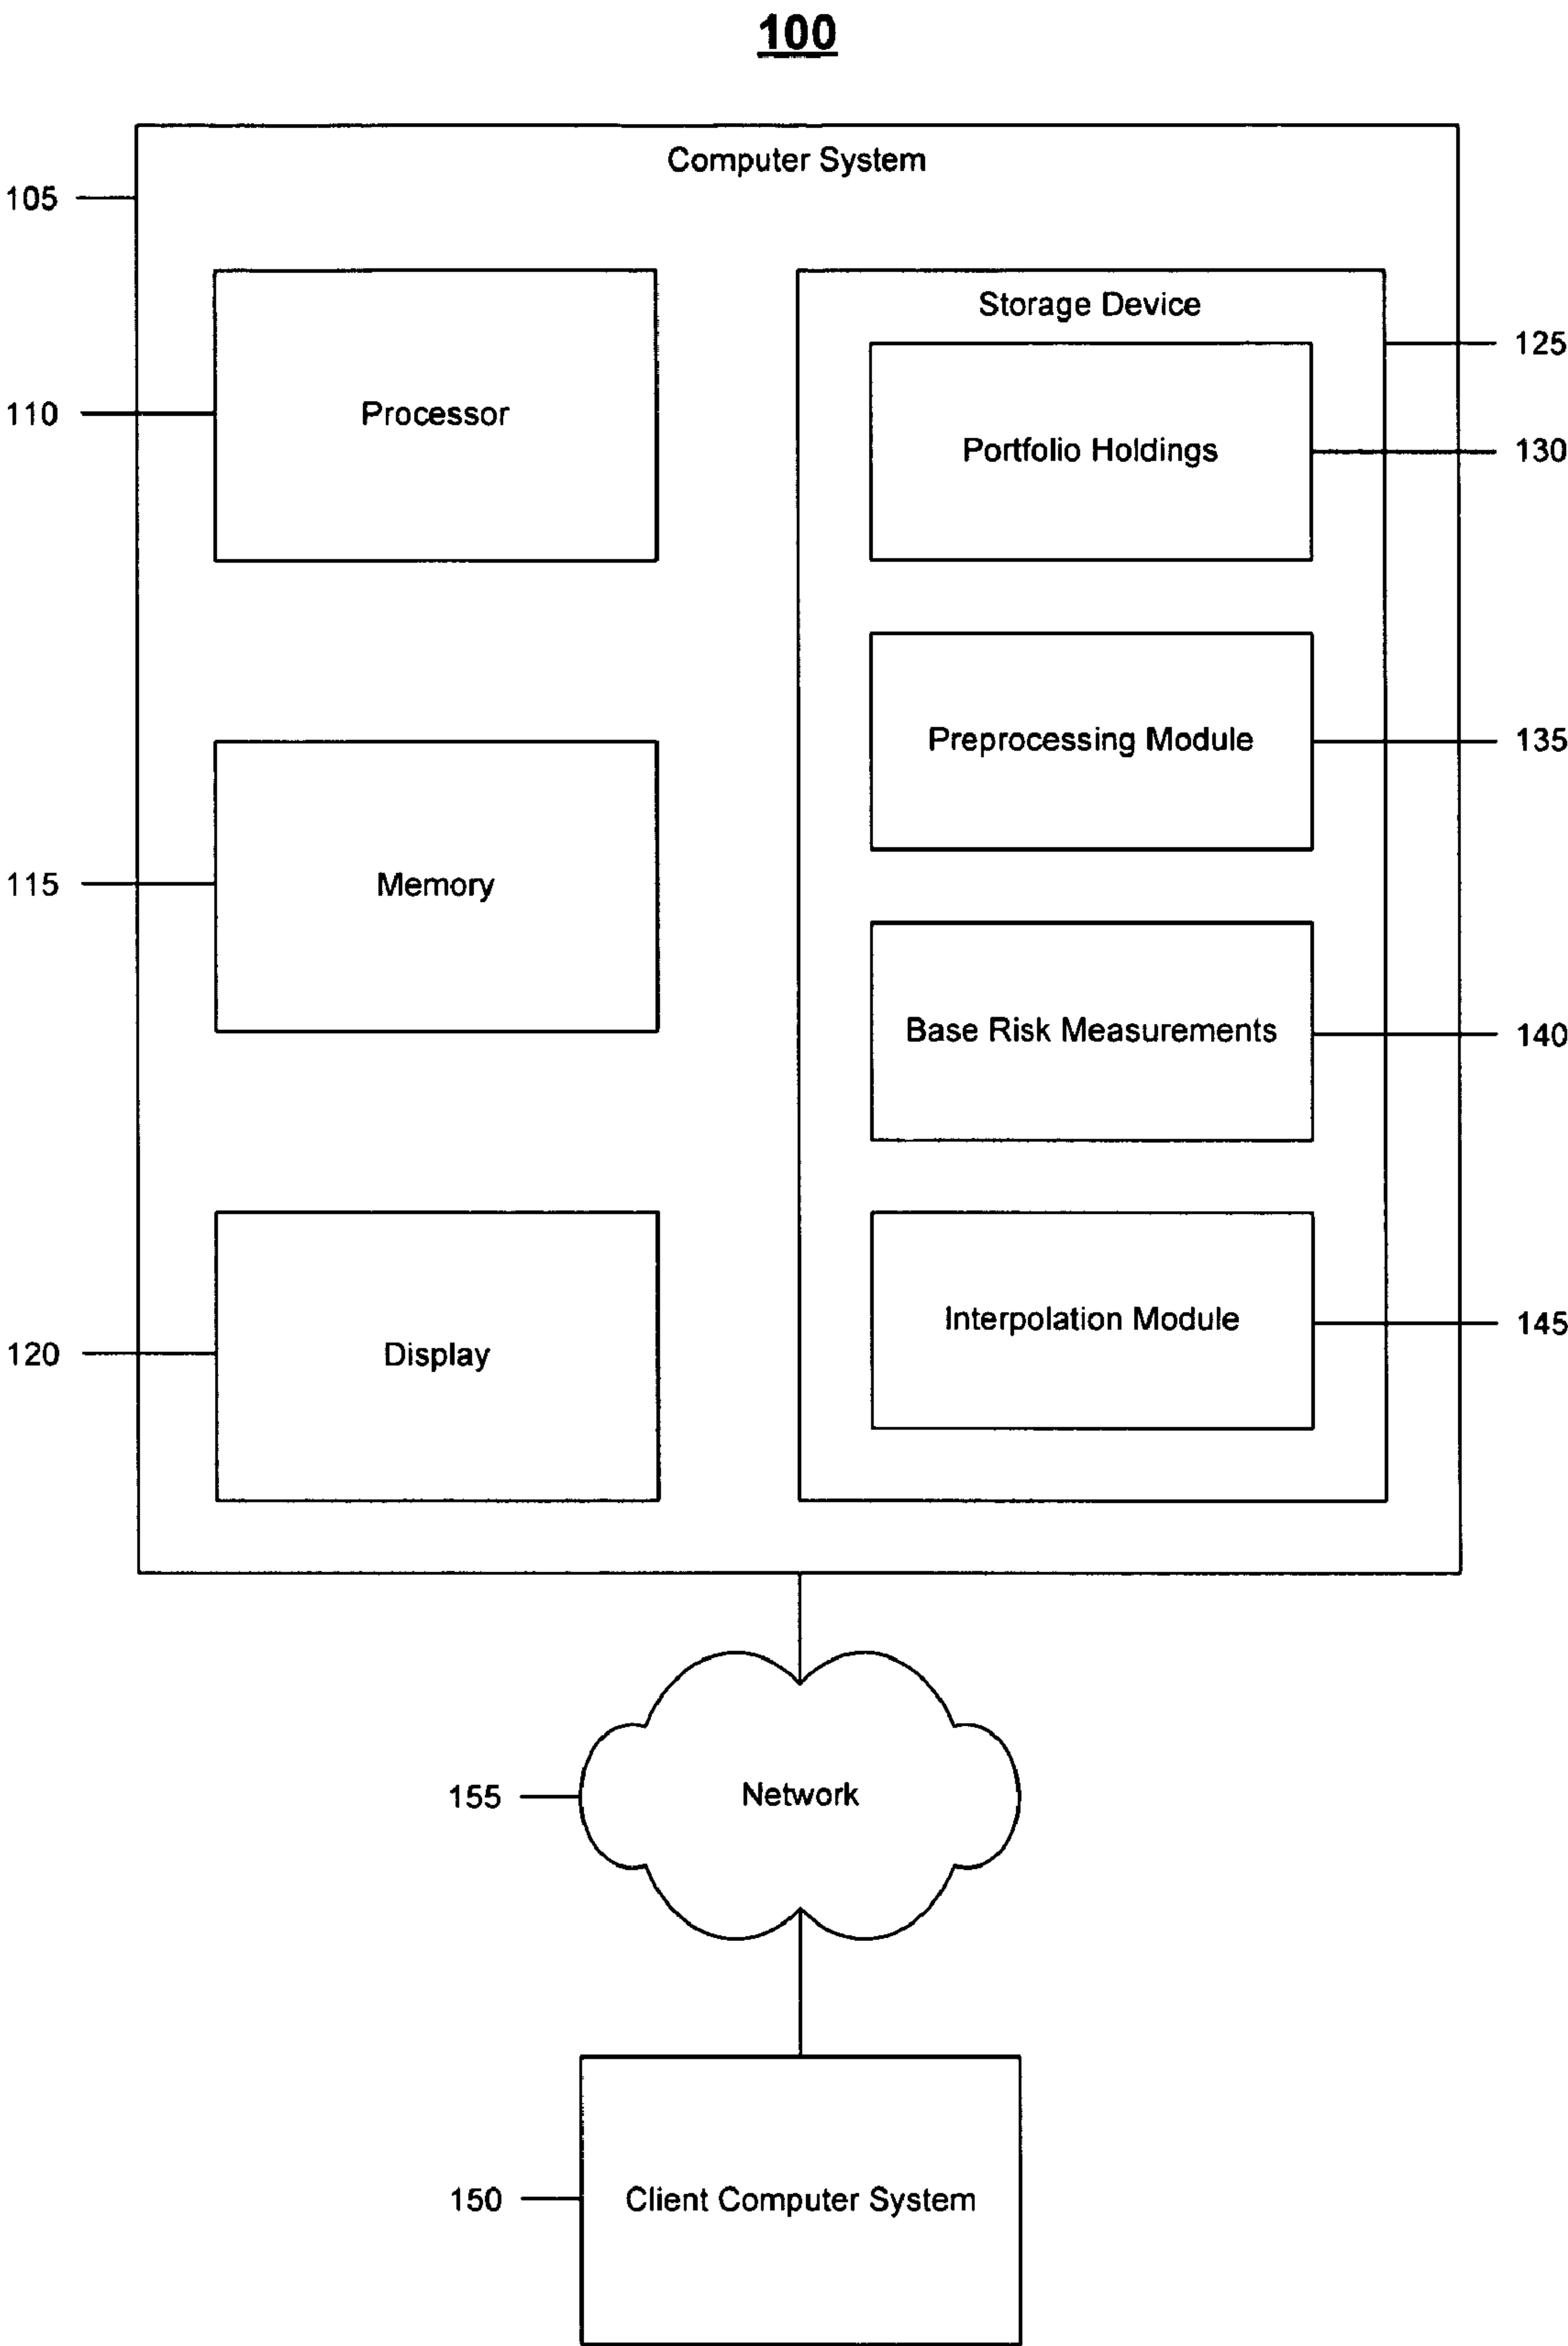 100
Computer System
105
Storage Device
125
Processor
110
Portfolio Holdings
130
Preprocessing Module
135
Memory
115
Base Risk Measurements
140
Interpolation Module
145
Display
120
Network
155
Client Computer System
150